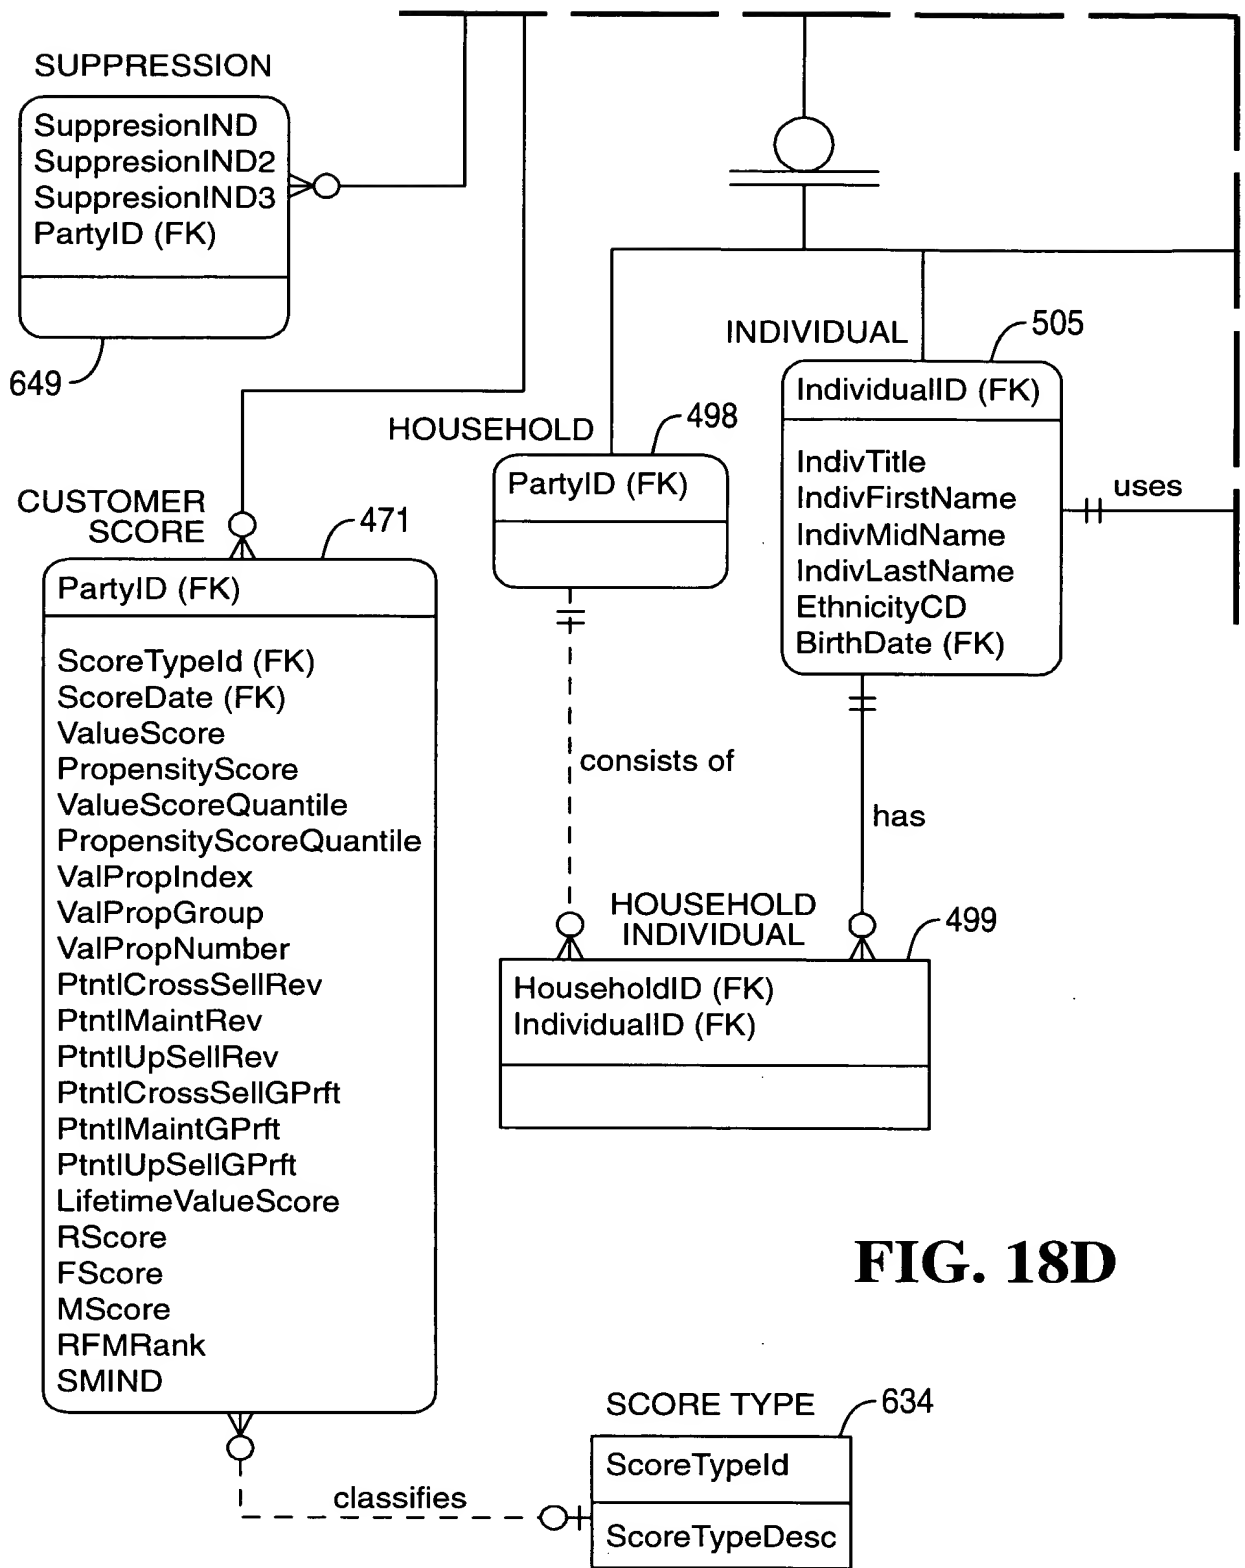 SUPPRESSION
SuppresionIND
SuppresionIND2
SuppresionIND3
PartyID (FK)
649
INDIVIDUAL
505
IndividualID (FK)
IndivTitle
IndivFirstName
IndivMidName
IndivLastName
EthnicityCD
BirthDate (FK)
uses
HOUSEHOLD
498
PartyID (FK)
CUSTOMER
SCORE
471
PartyID (FK)
ScoreTypeId (FK)
ScoreDate (FK)
ValueScore
PropensityScore
ValueScoreQuantile
PropensityScoreQuantile
ValPropIndex
ValPropGroup
ValPropNumber
PtntlCrossSellRev
PtntlMaintRev
PtntlUpSellRev
PtntlCrossSellGPrft
PtntlMaintGPrft
PtntlUpSellGPrft
LifetimeValueScore
RScore
FScore
MScore
RFMRank
SMIND
consists of
has
HOUSEHOLD
INDIVIDUAL
499
HouseholdID (FK)
IndividualID (FK)
FIG. 18D
SCORE TYPE
634
ScoreTypeId
ScoreTypeDesc
classifies